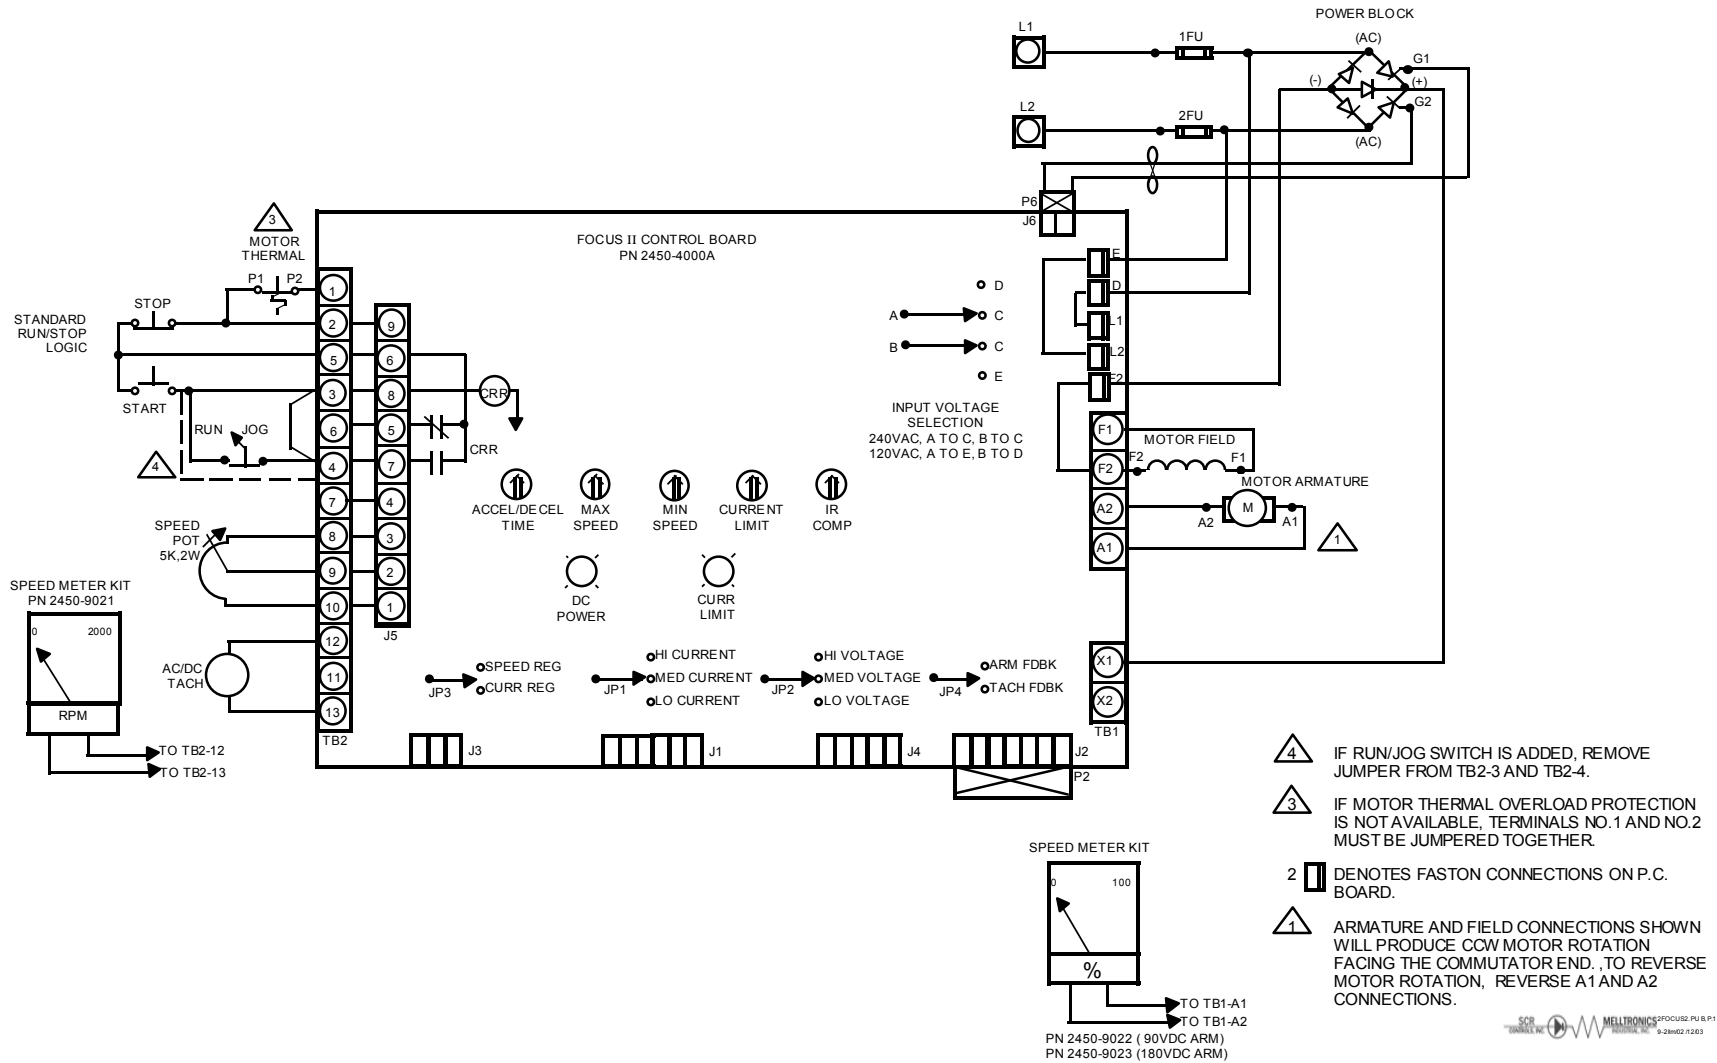 POWER BLOCK
L1
1FU
(AC)
G1
(-)
(+)
G2
L2
2FU
(AC)
P6
J6
3
MOTOR
THERMAL
P1 P2
FOCUS II CONTROL BOARD
PN 2450-4000A
STOP
STANDARD
RUN/STOP
LOGIC
START
RUN JOG
4
1
2
5
3
6
4
7
8
9
10
12
11
13
TB2
9
6
8
5
7
4
3
2
1
J5
CRR
CRR
D
A C
B C
E
INPUT VOLTAGE
SELECTION
240VAC, A TO C, B TO C
120VAC, A TO E, B TO D
E
D
L1
L2
F2
F1
F2
A2
A1
MOTOR FIELD
F2 F1
MOTOR ARMATURE
M
A2 A1
1
ACCEL/DECEL
TIME
MAX
SPEED
MIN
SPEED
CURRENT
LIMIT
IR
COMP
DC
POWER
CURR
LIMIT
SPEED
POT
5K,2W
SPEED METER KIT
PN 2450-9021
0 2000
RPM
AC/DC
TACH
TO TB2-12
TO TB2-13
JP3
SPEED REG
CURR REG
JP1
HI CURRENT
MED CURRENT
LO CURRENT
JP2
HI VOLTAGE
MED VOLTAGE
LO VOLTAGE
JP4
ARM FDBK
TACH FDBK
X1
X2
TB1
J3
J1
J4
J2
P2
SPEED METER KIT
0 100
%
TO TB1-A1
TO TB1-A2
PN 2450-9022 ( 90VDC ARM)
PN 2450-9023 (180VDC ARM)
4 IF RUN/JOG SWITCH IS ADDED, REMOVE
JUMPER FROM TB2-3 AND TB2-4.
3 IF MOTOR THERMAL OVERLOAD PROTECTION
IS NOT AVAILABLE, TERMINALS NO.1 AND NO.2
MUST BE JUMPERED TOGETHER.
2 DENOTES FASTON CONNECTIONS ON P.C.
BOARD.
1 ARMATURE AND FIELD CONNECTIONS SHOWN
WILL PRODUCE CCW MOTOR ROTATION
FACING THE COMMUTATOR END. ,TO REVERSE
MOTOR ROTATION, REVERSE A1 AND A2
CONNECTIONS.
SCR
CONTROLS, INC.
MELLTRONICS
INDUSTRIAL, INC.